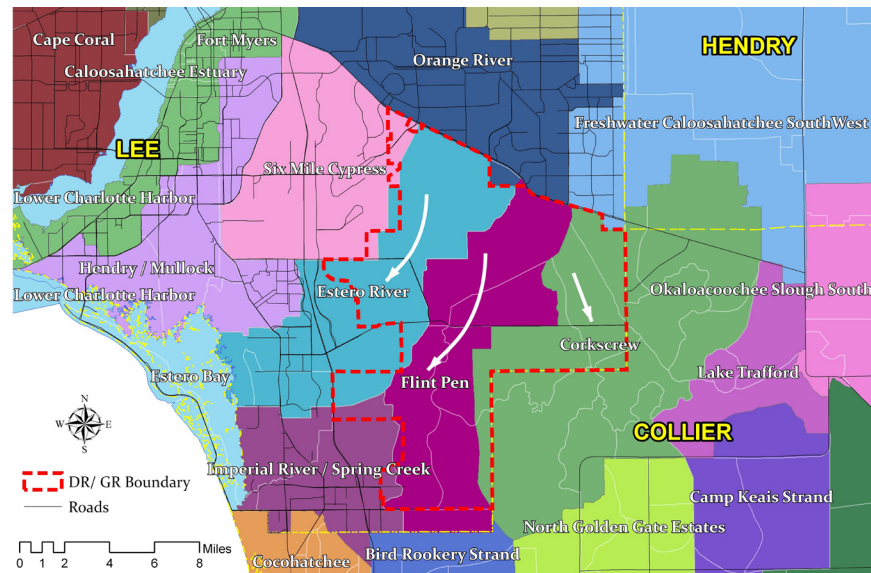 Cape Coral
Fort Myers
HENDRY
Orange River
Caloosahatchee Estuary
Freshwater Caloosahatchee SouthWest
LEE
Six Mile Cypress
Lower Charlotte Harbor
Hendry / Mullock
Okaloacoochee Slough South
Estero River
Lower Charlotte Harbor
Corkscrew
Lake Trafford
Estero Bay
Flint Pen
N
W E
S
COLLIER
Imperial River / Spring Creek
DR/ GR Boundary
Camp Keais Strand
Roads
North Golden Gate Estates
Miles
0 1 2 4 6 8
Cocohatchee
Bird Rookery Strand